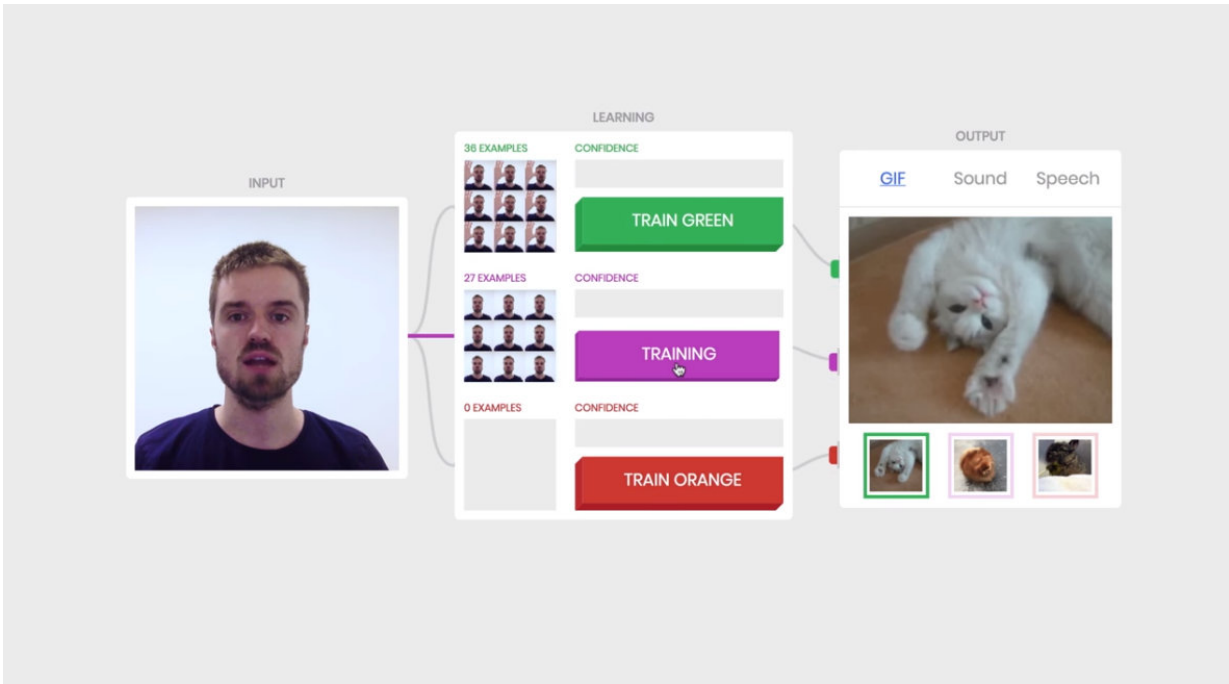 INPUT
LEARNING
36 EXAMPLES
CONFIDENCE
TRAIN GREEN
27 EXAMPLES
CONFIDENCE
TRAINING
0 EXAMPLES
CONFIDENCE
TRAIN ORANGE
OUTPUT
GIF Sound Speech